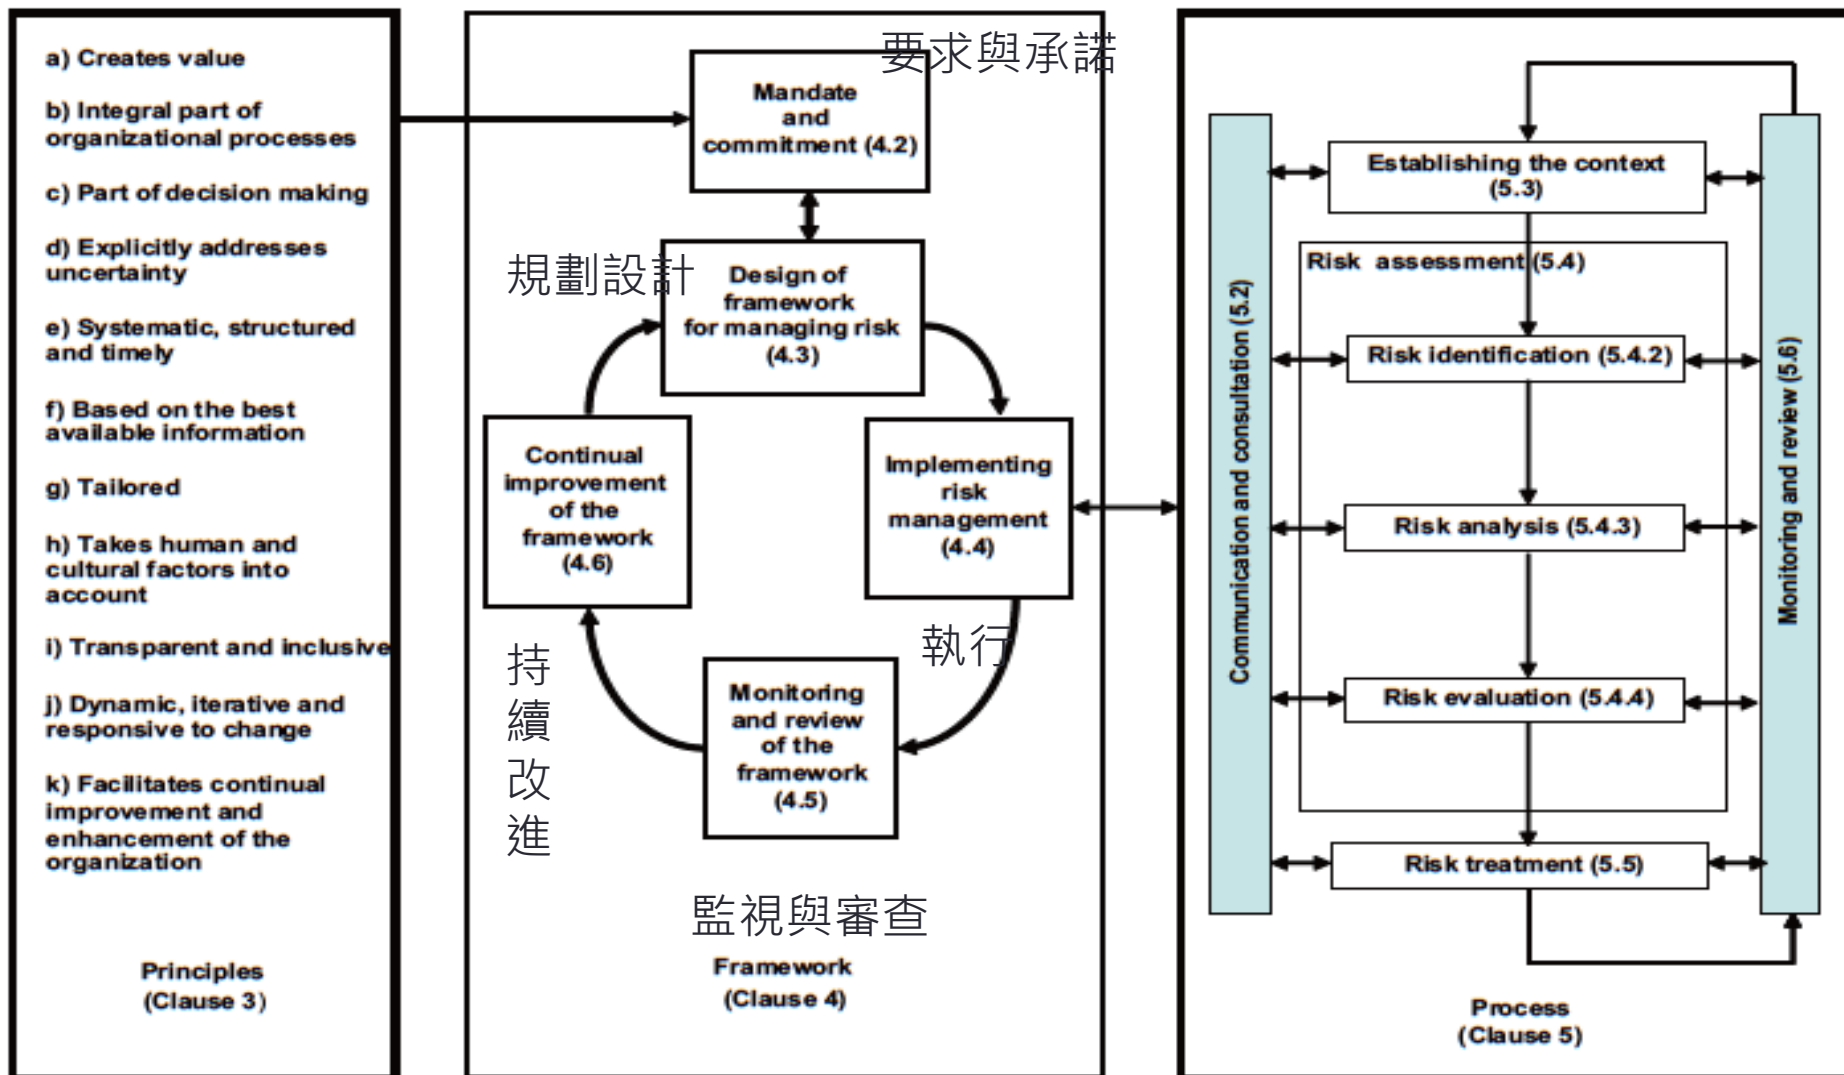 a) Creates value
b) Integral part of
organizational processes
c) Part of decision making
d) Explicitly addresses
uncertainty
e) Systematic, structured
and timely
f) Based on the best
available information
g) Tailored
h) Takes human and
cultural factors into
account
i) Transparent and inclusive
j) Dynamic, iterative and
responsive to change
k) Facilitates continual
improvement and
enhancement of the
organization
Principles
(Clause 3)
要求與承諾
Mandate
and
commitment (4.2)
規劃設計
Design of
framework
for managing risk
(4.3)
Continual
improvement
of the
framework
(4.6)
Implementing
risk
management
(4.4)
持續改進
執行
Monitoring
and review
of the
framework
(4.5)
監視與審查
Framework
(Clause 4)
Communication and consultation (5.2)
Establishing the context
(5.3)
Risk assessment (5.4)
Risk identification (5.4.2)
Risk analysis (5.4.3)
Risk evaluation (5.4.4)
Risk treatment (5.5)
Monitoring and review (5.6)
Process
(Clause 5)